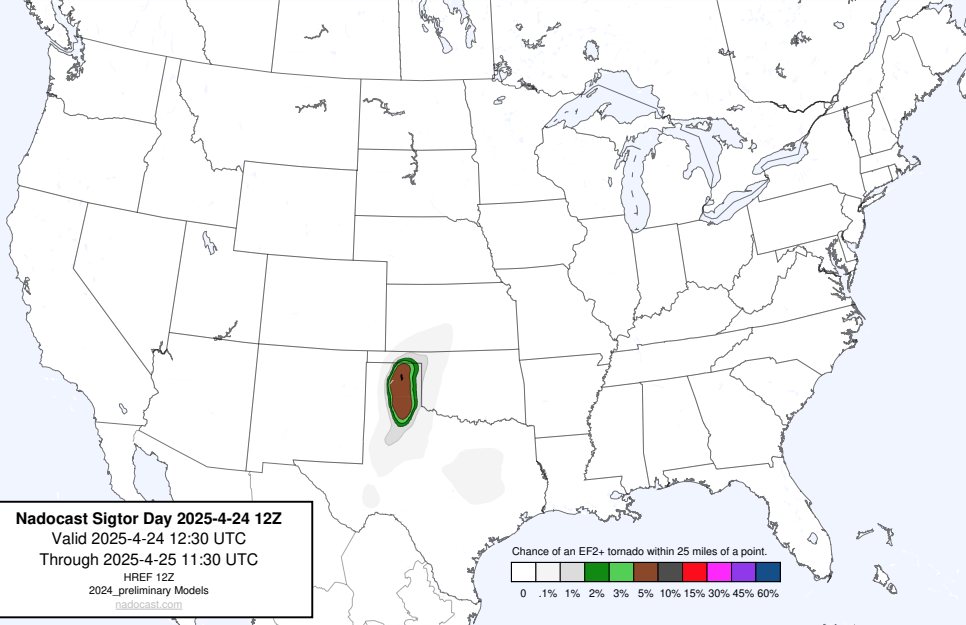 Nadocast Sigtor Day 2025-4-24 12Z
Valid 2025-4-24 12:30 UTC
Through 2025-4-25 11:30 UTC
HREF 12Z
2024_preliminary Models
nadocast.com
Chance of an EF2+ tornado within 25 miles of a point.
0 .1% 1% 2% 3% 5% 10% 15% 30% 45% 60%